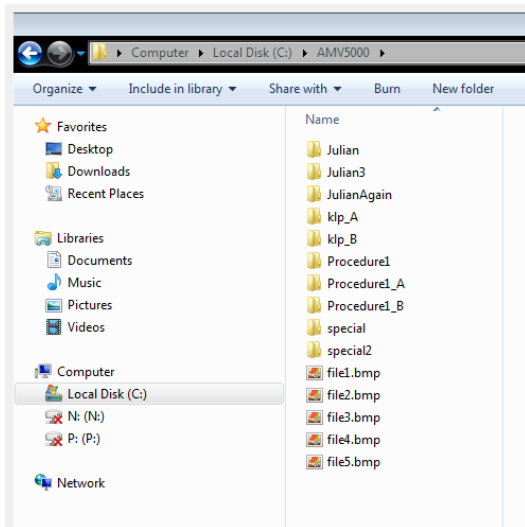 Computer Local Disk (C:) AMV5000
Organize Include in library Share with Burn New folder
Favorites
Desktop
Downloads
Recent Places
Libraries
Documents
Music
Pictures
Videos
Computer
Local Disk (C:)
N: (N:)
P: (P:)
Network
Name
Julian
Julian3
JulianAgain
klp_A
klp_B
Procedure1
Procedure1_A
Procedure1_B
special
special2
file1.bmp
file2.bmp
file3.bmp
file4.bmp
file5.bmp